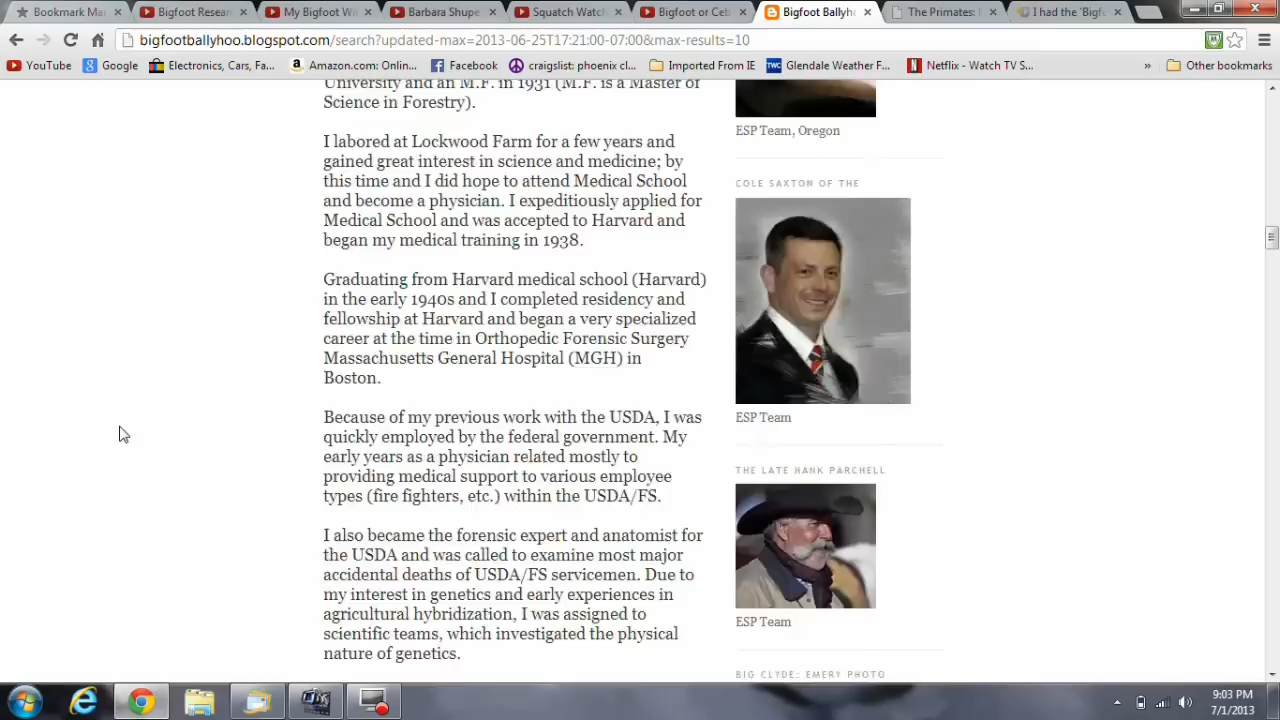 Bookmark Ma
Bigfoot Resear
My Bigfoot Wi
Barbara Shupe
Squatch Watch
Bigfoot or Ceb
Bigfoot Ballyho
The Primates:
I had the 'Bigf
bigfootballyhoo.blogspot.com/search?updated-max=2013-06-25T17:21:00-07:00&max-results=10
YouTube
Google
Electronics, Cars, Fa...
Amazon.com: Onlin...
Facebook
craigslist: phoenix cl...
Imported From IE
Glendale Weather F...
Netflix - Watch TV S...
»
Other bookmarks
University and an M.F. in 1931 (M.F. is a Master of
Science in Forestry).
I labored at Lockwood Farm for a few years and
gained great interest in science and medicine; by
this time and I did hope to attend Medical School
and become a physician. I expeditiously applied for
Medical School and was accepted to Harvard and
began my medical training in 1938.
Graduating from Harvard medical school (Harvard)
in the early 1940s and I completed residency and
fellowship at Harvard and began a very specialized
career at the time in Orthopedic Forensic Surgery
Massachusetts General Hospital (MGH) in
Boston.
Because of my previous work with the USDA, I was
quickly employed by the federal government. My
early years as a physician related mostly to
providing medical support to various employee
types (fire fighters, etc.) within the USDA/FS.
I also became the forensic expert and anatomist for
the USDA and was called to examine most major
accidental deaths of USDA/FS servicemen. Due to
my interest in genetics and early experiences in
agricultural hybridization, I was assigned to
scientific teams, which investigated the physical
nature of genetics.
ESP Team, Oregon
COLE SAXTON OF THE
ESP Team
THE LATE HANK PARCHELL
ESP Team
BIG CLYDE: EMERY PHOTO
9:03 PM
7/1/2013